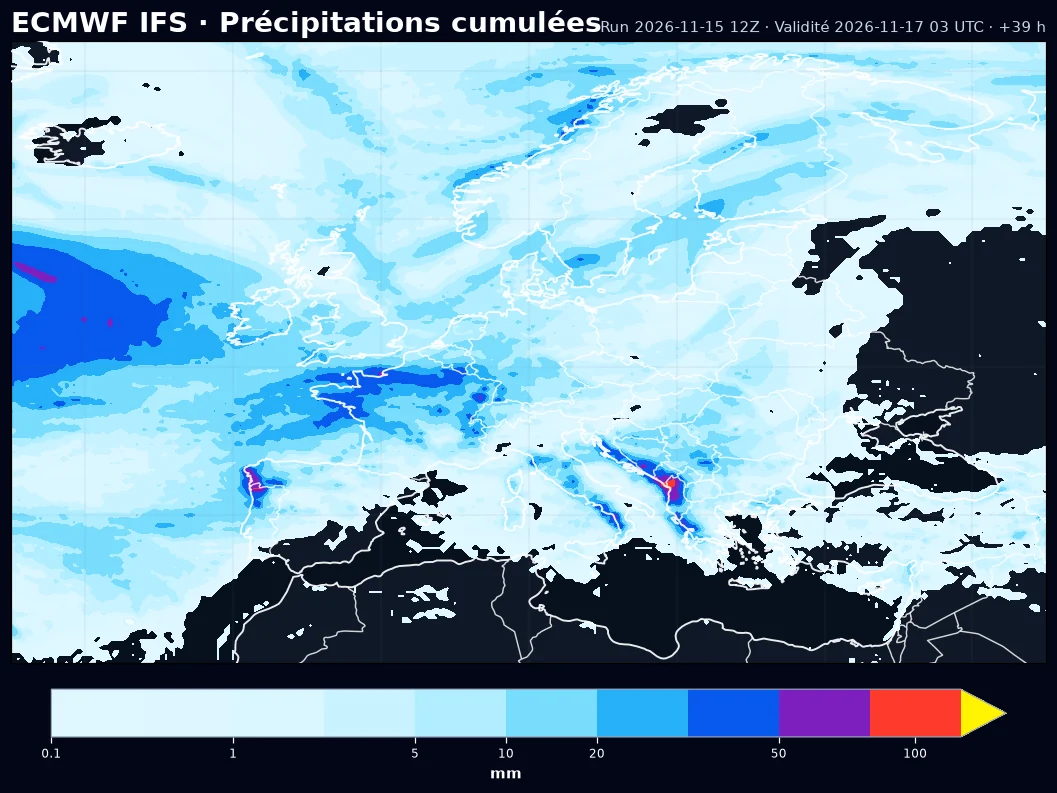 ECMWF IFS · Précipitations cumulées
Run 2026-11-15 12Z · Validité 2026-11-17 03 UTC · +39 h
0.1 1 5 10 20 50 100
mm